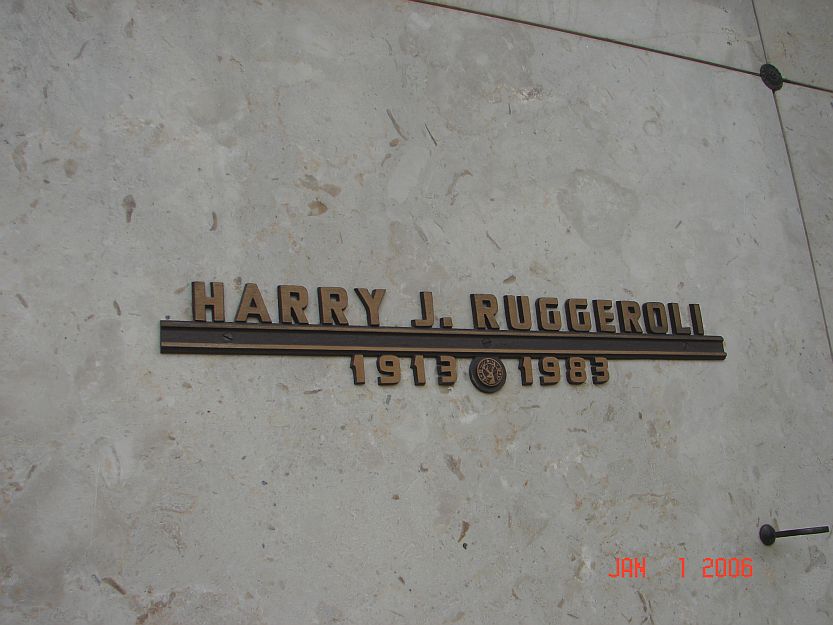 HARRY J. RUGGEROLI
1913 1983
JAN 1 2006